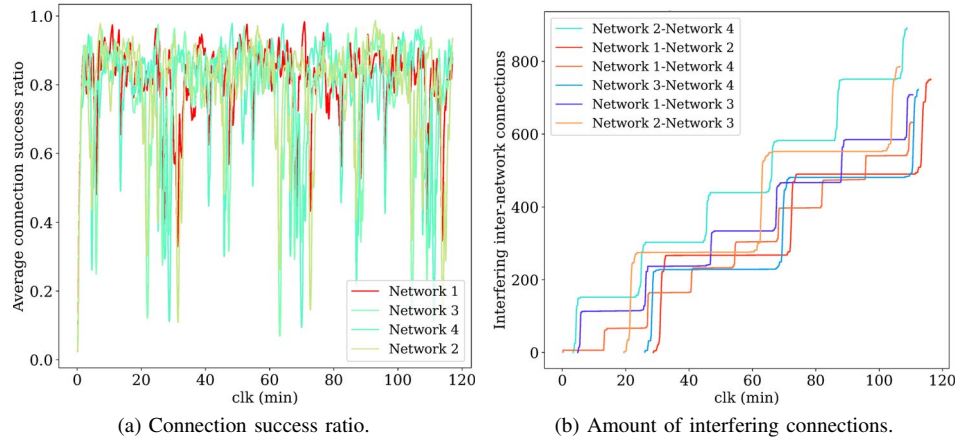 1.0
0.8
0.6
0.4
0.2
0.0
Average connection success ratio
Network 1
Network 3
Network 4
Network 2
0 20 40 60 80 100 120
clk (min)
(a) Connection success ratio.
800
600
400
200
0
Interfering inter-network connections
Network 2-Network 4
Network 1-Network 2
Network 1-Network 4
Network 3-Network 4
Network 1-Network 3
Network 2-Network 3
0 20 40 60 80 100 120
clk (min)
(b) Amount of interfering connections.